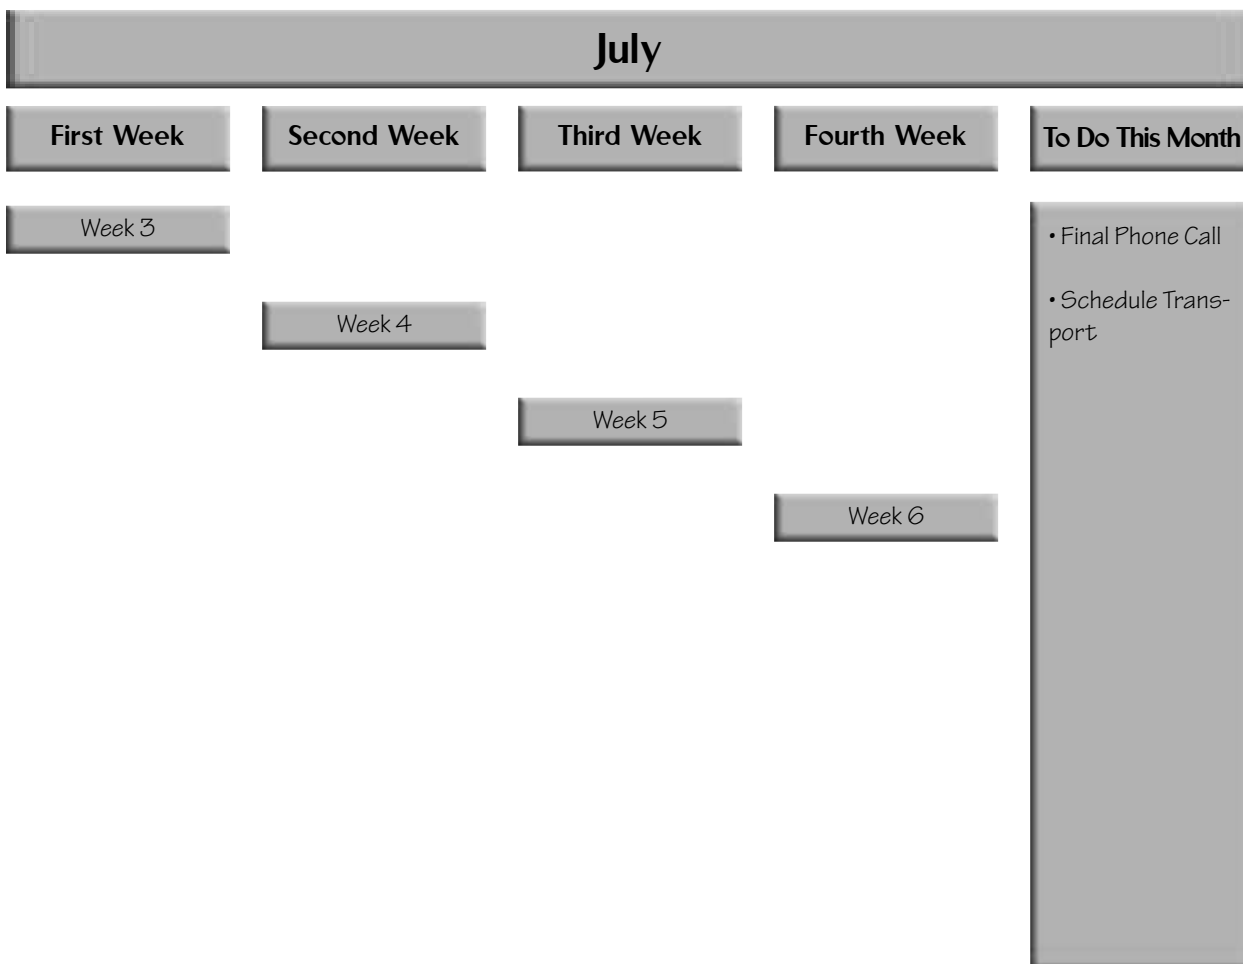 July
First Week
Second Week
Third Week
Fourth Week
To Do This Month
Week 3
Week 4
Week 5
Week 6
• Final Phone Call
• Schedule Trans-
port